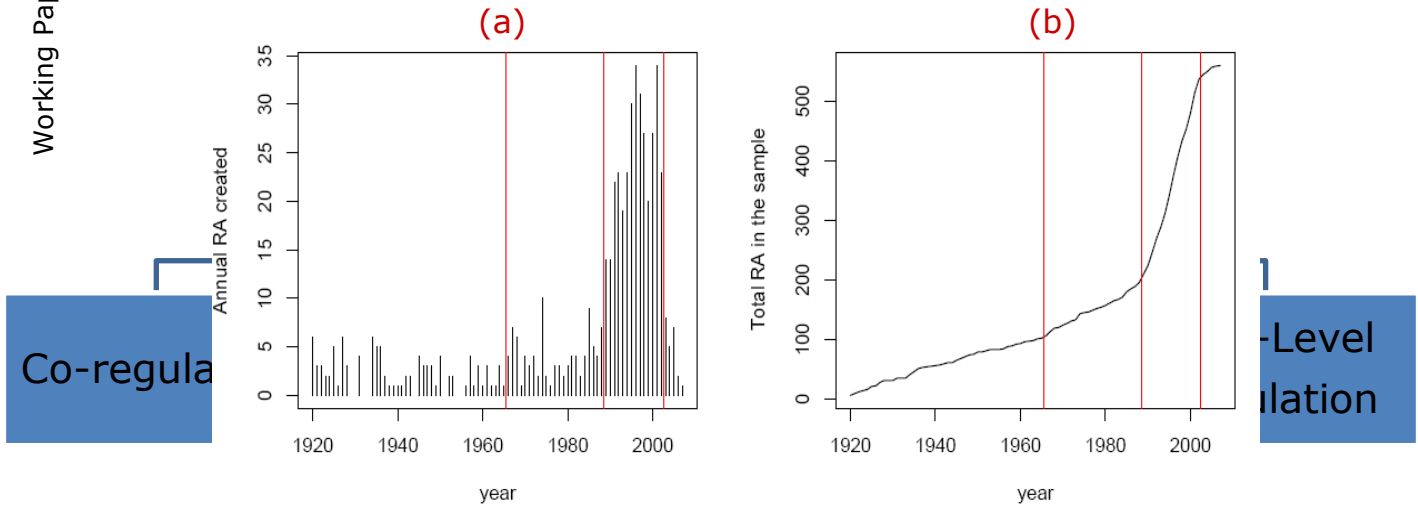 Working Pap
(a)
(b)
Annual RA created
35
30
25
20
15
10
5
0
1920 1940 1960 1980 2000
year
Total RA in the sample
500
400
300
200
100
0
1920 1940 1960 1980 2000
year
Co-regula
-Level
ulation